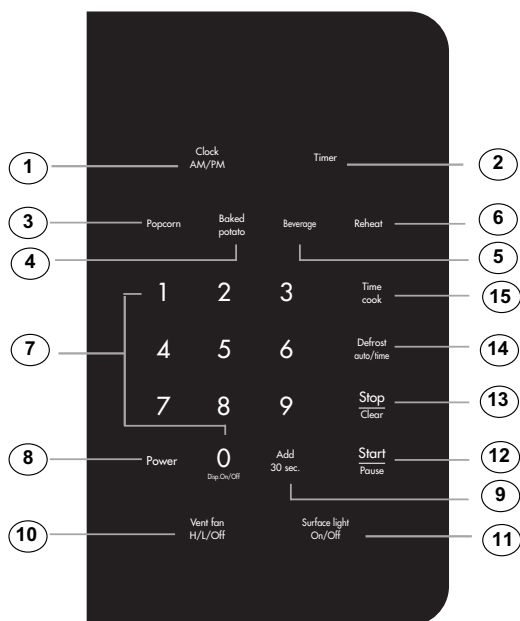 Clock
AM/PM
Timer
1
2
3
Popcorn
Baked
potato
Beverage
Reheat
6
4
5
1 2 3
Time
cook
15
7
4 5 6
Defrost
auto/time
14
7 8 9
Stop
Clear
13
8
Power
0
Disp.On/Off
Add
30 sec.
Start
Pause
12
9
10
Vent fan
H/L/Off
Surface light
On/Off
11